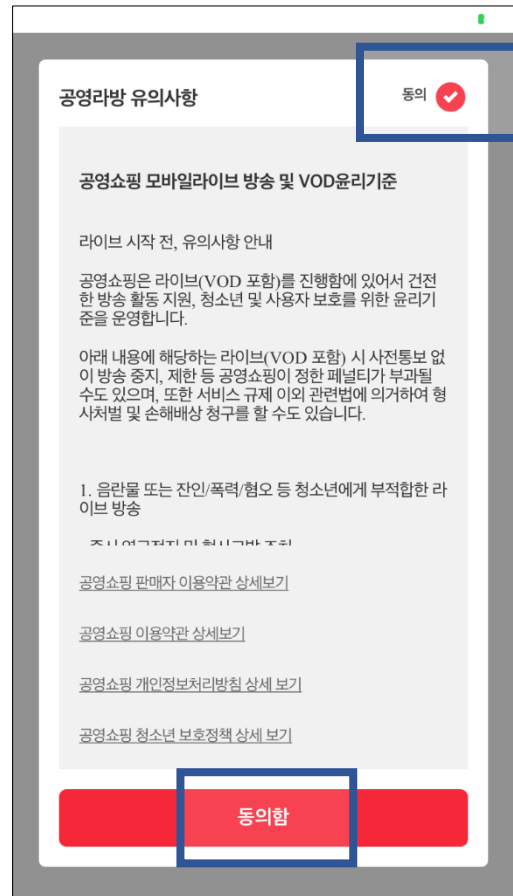 공영라방 유의사항
동의
공영쇼핑 모바일라이브 방송 및 VOD윤리기준
라이브 시작 전, 유의사항 안내
공영쇼핑은 라이브(VOD 포함)를 진행함에 있어서 건전
한 방송 활동 지원, 청소년 및 사용자 보호를 위한 윤리기
준을 운영합니다.
아래 내용에 해당하는 라이브(VOD 포함) 시 사전통보 없
이 방송 중지, 제한 등 공영쇼핑이 정한 페널티가 부과될
수도 있으며, 또한 서비스 규제 이외 관련법에 의거하여 형
사처벌 및 손해배상 청구를 할 수도 있습니다.
1. 음란물 또는 잔인/폭력/혐오 등 청소년에게 부적합한 라
이브 방송
공영쇼핑 판매자 이용약관 상세보기
공영쇼핑 이용약관 상세보기
공영쇼핑 개인정보처리방침 상세 보기
공영쇼핑 청소년 보호정책 상세 보기
동의함